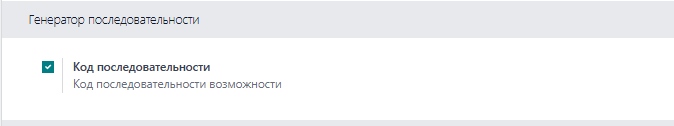 Генератор последовательности
Код последовательности
Код последовательности возможности